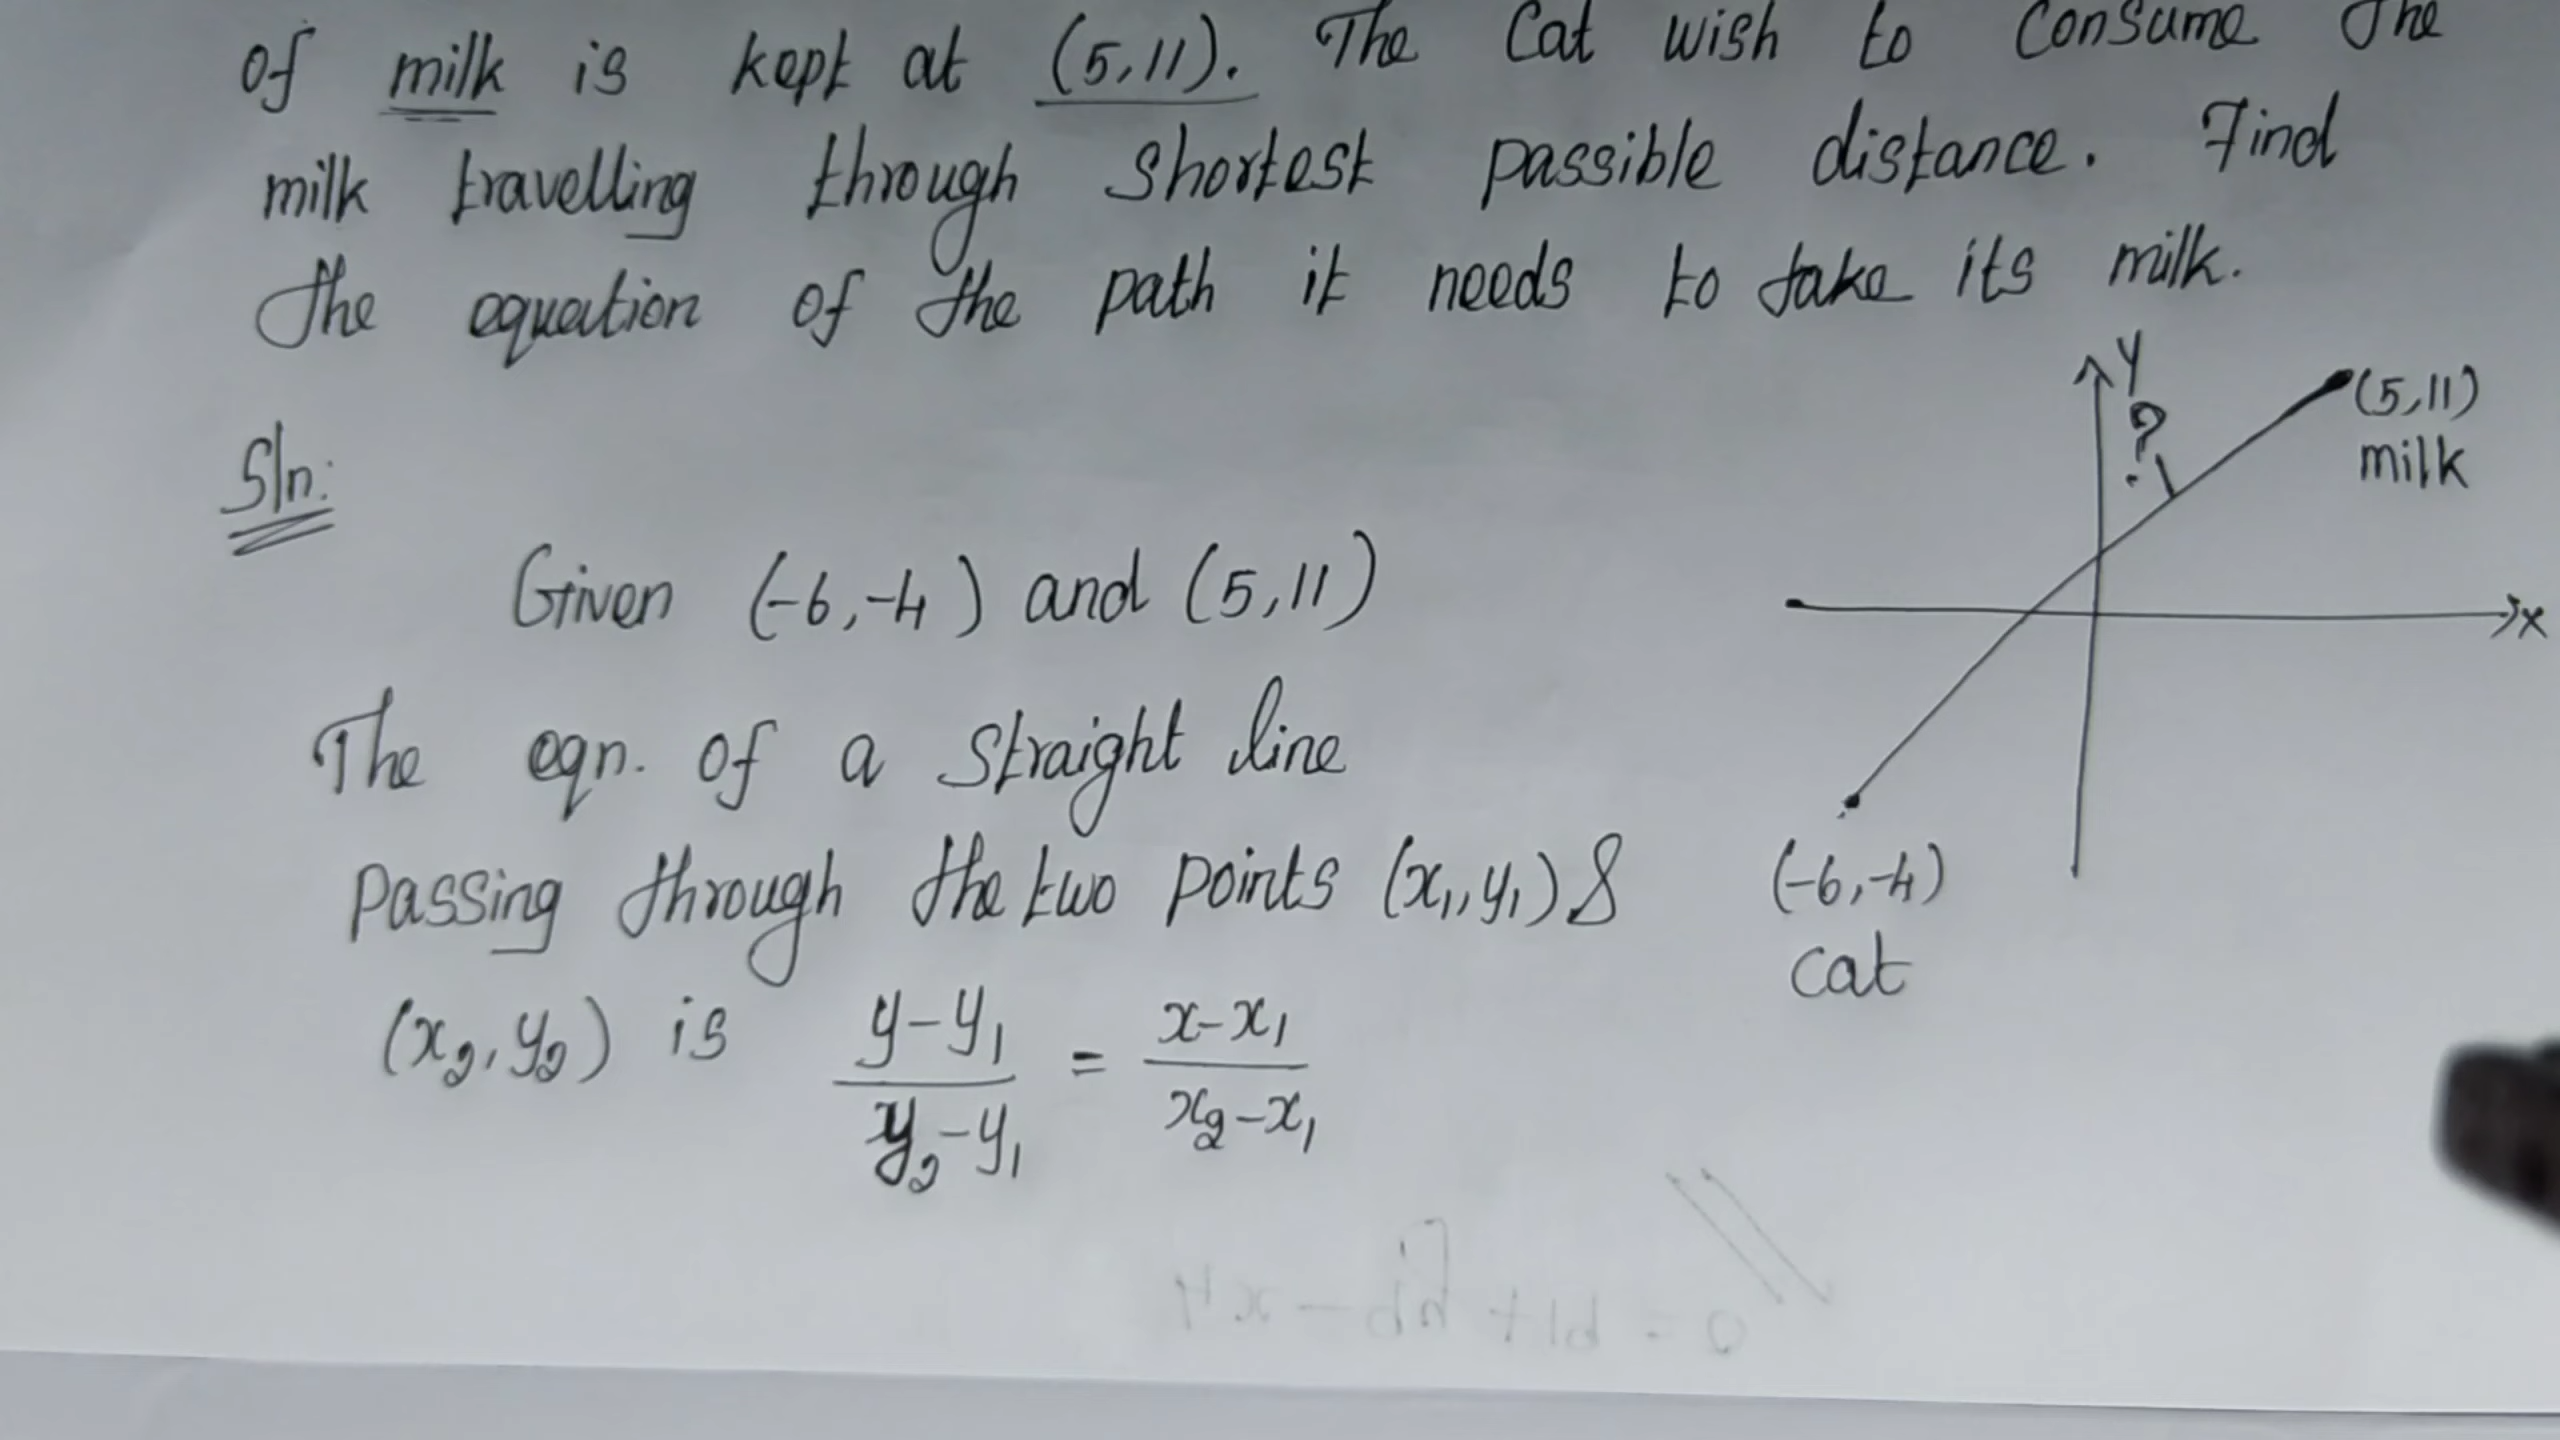 of milk is kept at (5,11). The Cat wish to Consume the
milk travelling through Shortest passible distance. Find
the equation of the path it needs to take its milk.
Sln:
Given (-6,-4) and (5,11)
The eqn. of a Straight line
Passing through the two points (x₁,y₁) &
(x₂,y₂) is (y-y₁)/(y₂-y₁) = (x-x₁)/(x₂-x₁)
Y
?
(5,11)
milk
x
(-6,-4)
Cat